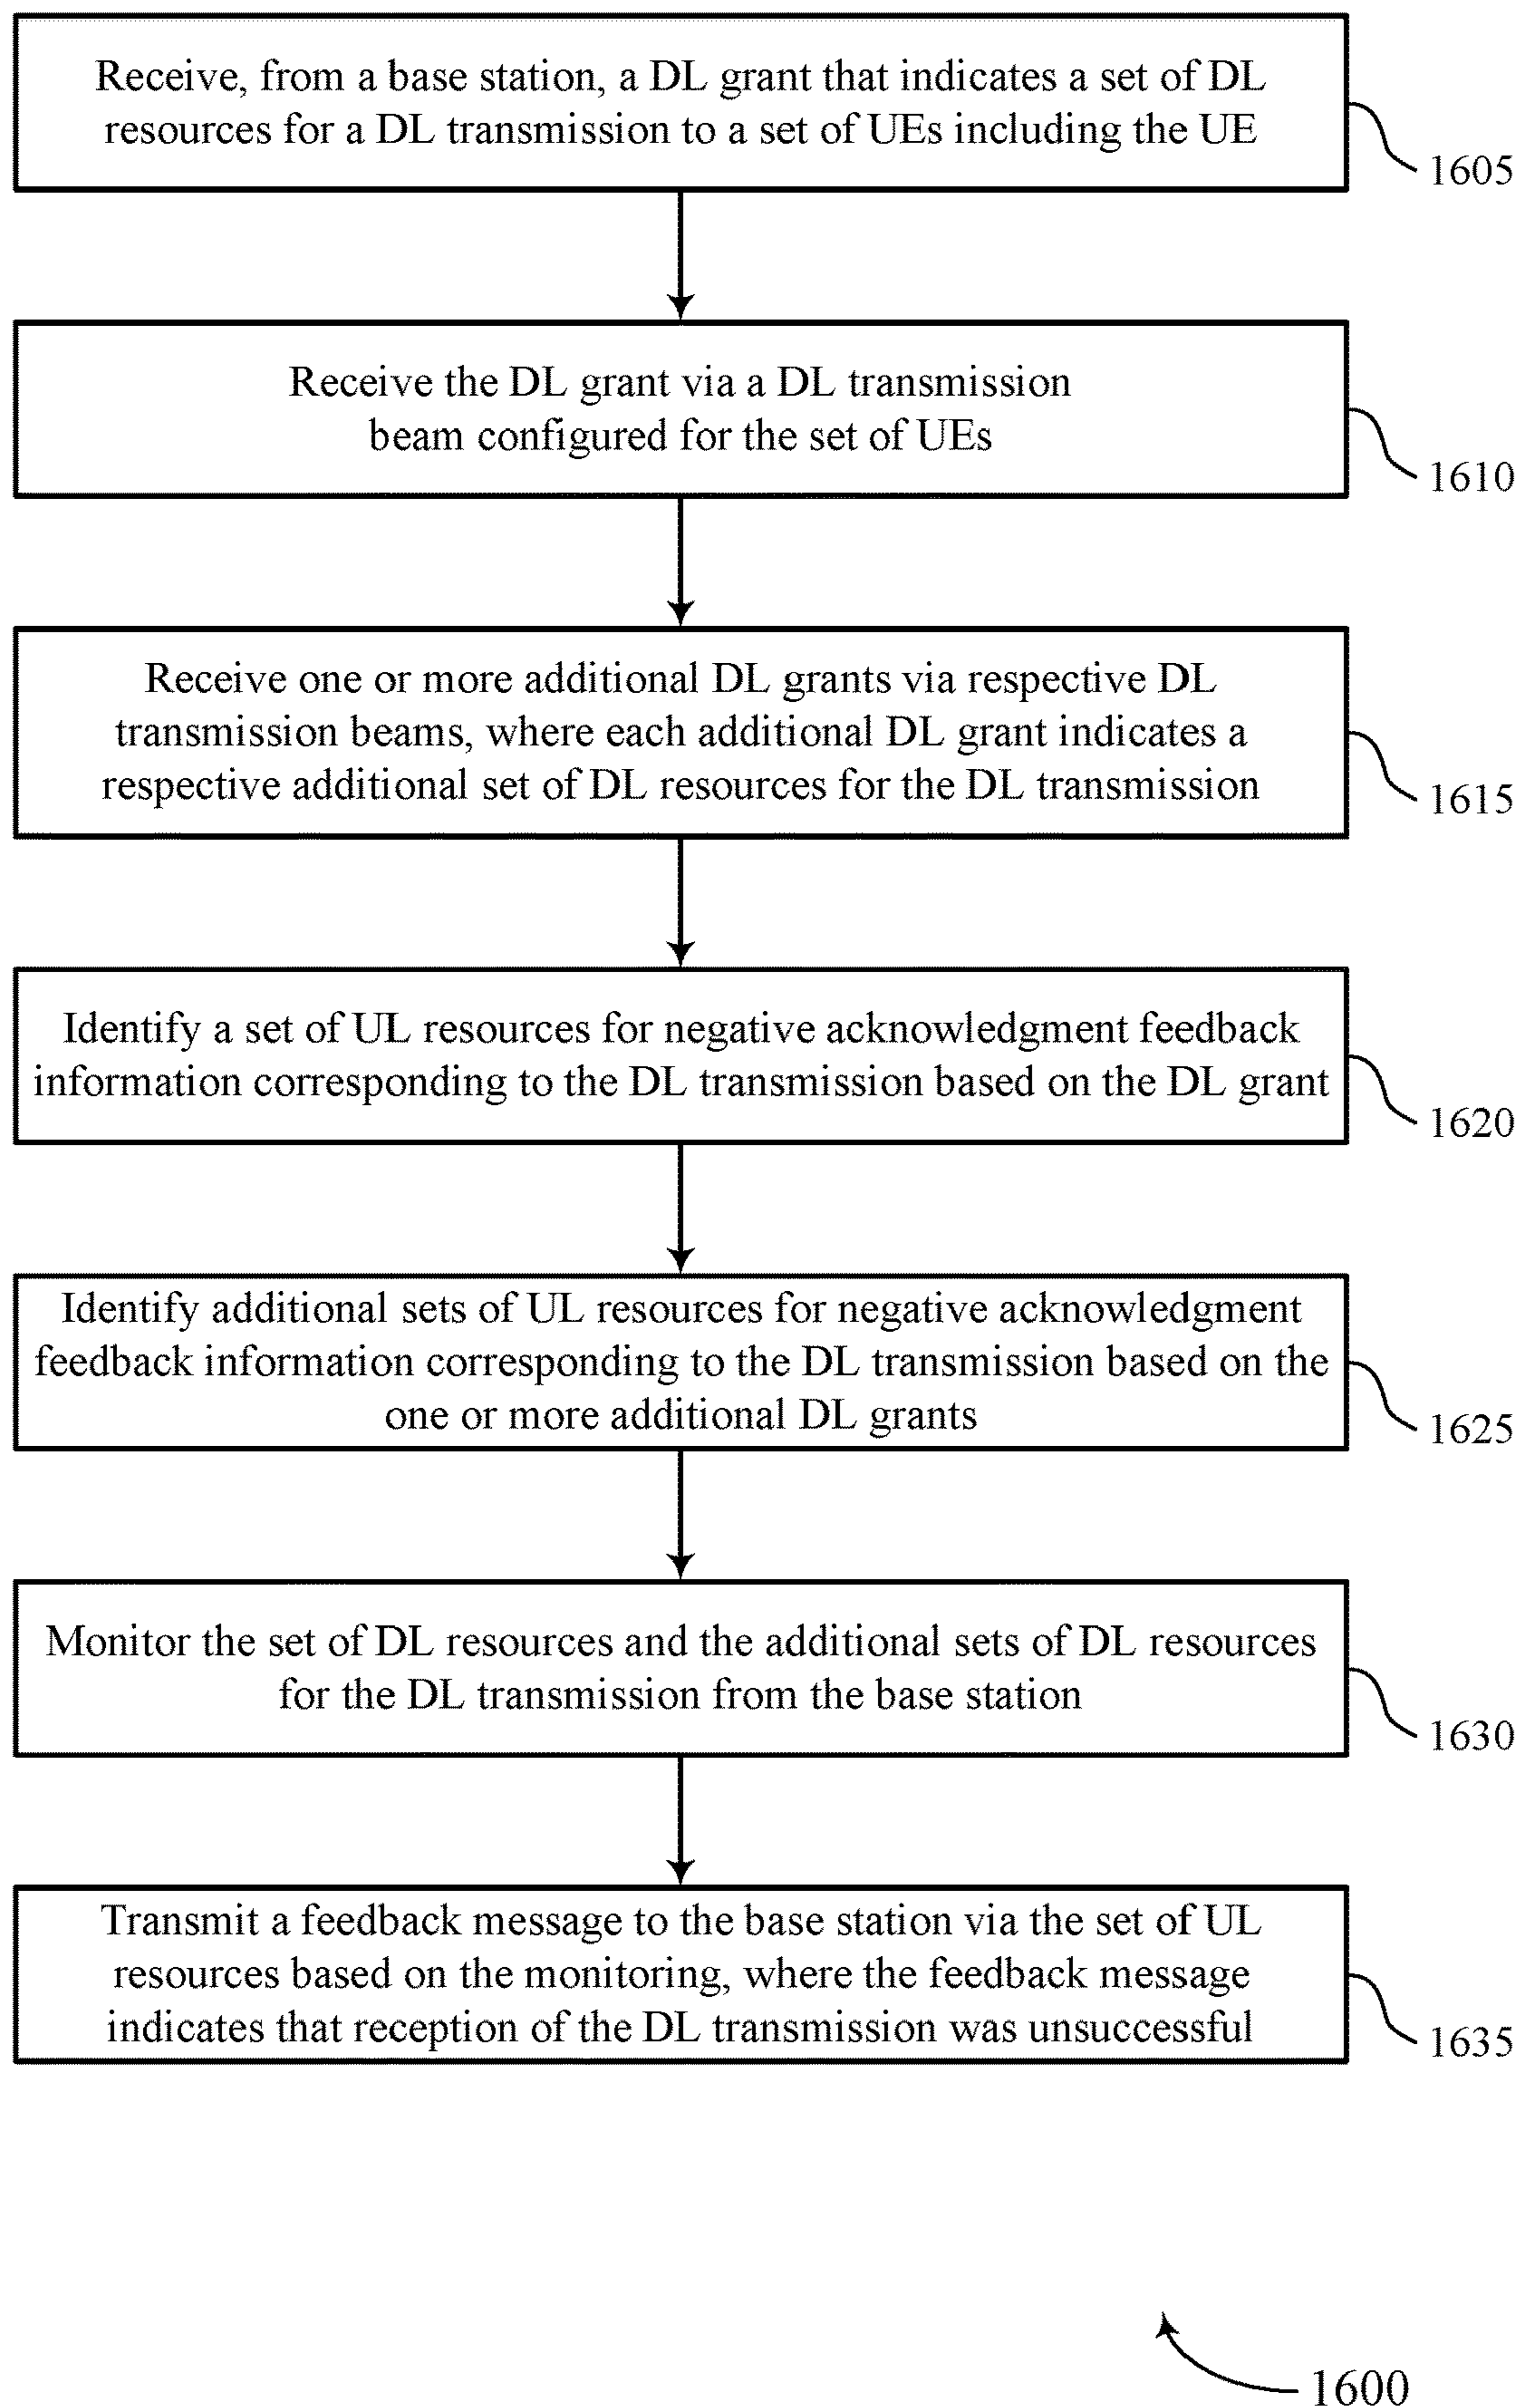 Receive, from a base station, a DL grant that indicates a set of DL
resources for a DL transmission to a set of UEs including the UE
1605
Receive the DL grant via a DL transmission
beam configured for the set of UEs
1610
Receive one or more additional DL grants via respective DL
transmission beams, where each additional DL grant indicates a
respective additional set of DL resources for the DL transmission
1615
Identify a set of UL resources for negative acknowledgment feedback
information corresponding to the DL transmission based on the DL grant
1620
Identify additional sets of UL resources for negative acknowledgment
feedback information corresponding to the DL transmission based on the
one or more additional DL grants
1625
Monitor the set of DL resources and the additional sets of DL resources
for the DL transmission from the base station
1630
Transmit a feedback message to the base station via the set of UL
resources based on the monitoring, where the feedback message
indicates that reception of the DL transmission was unsuccessful
1635
1600